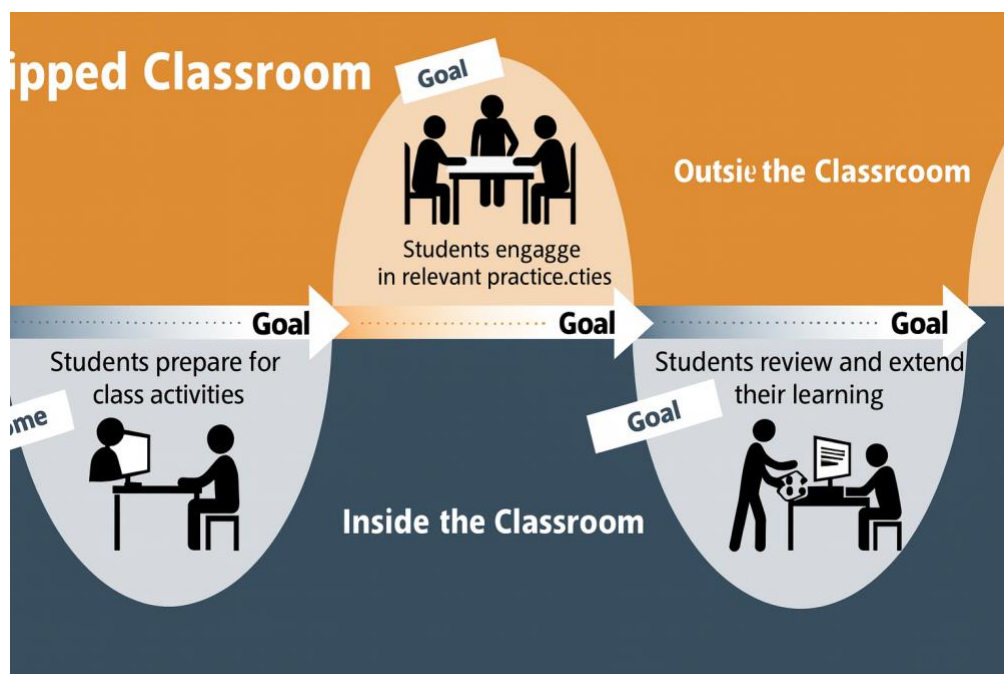 ipped Classroom
Goal
Students engagge
in relevant practice.cties
Outsie the Classrcoom
Goal
Goal
Goal
Students prepare for
class activities
ome
Students review and extend
their learning
Goal
Inside the Classroom